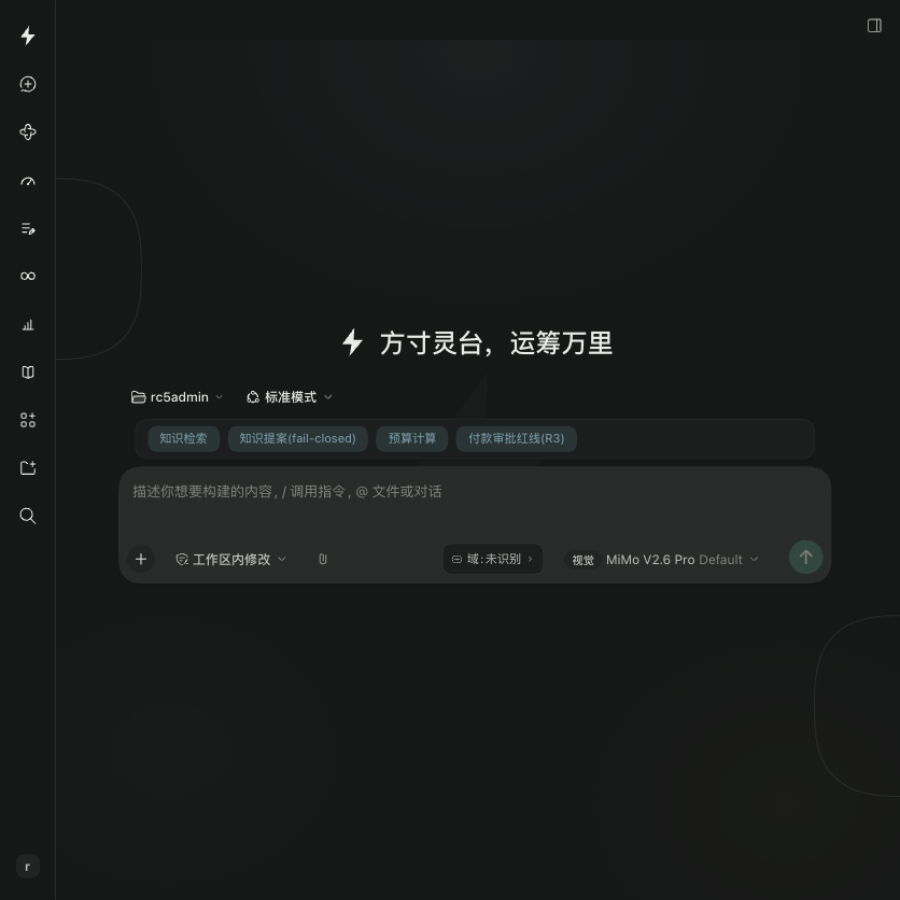 方寸灵台，运筹万里
rc5admin 标准模式
知识检索 知识提案(fail-closed) 预算计算 付款审批红线(R3)
描述你想要构建的内容, / 调用指令, @ 文件或对话
工作区内修改 域:未识别 视觉 MiMo V2.6 Pro Default
r